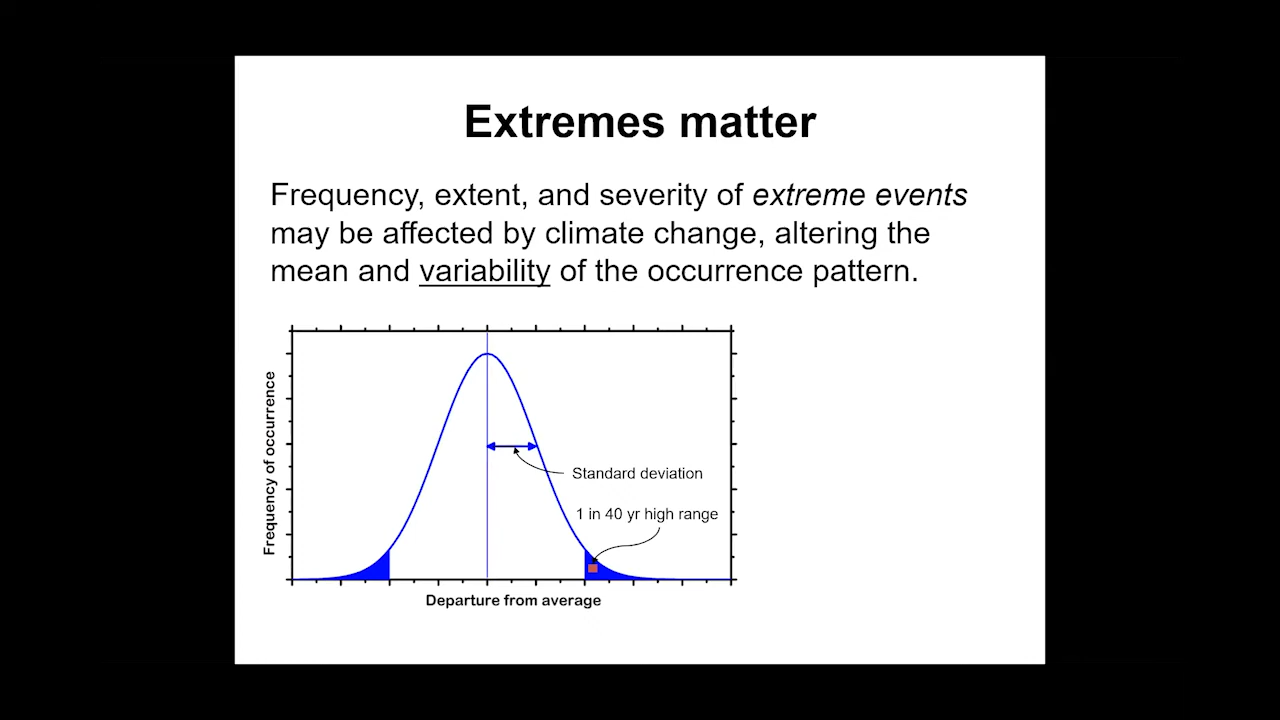 Extremes matter
Frequency, extent, and severity of extreme events
may be affected by climate change, altering the
mean and variability of the occurrence pattern.
Frequency of occurrence
Standard deviation
1 in 40 yr high range
Departure from average